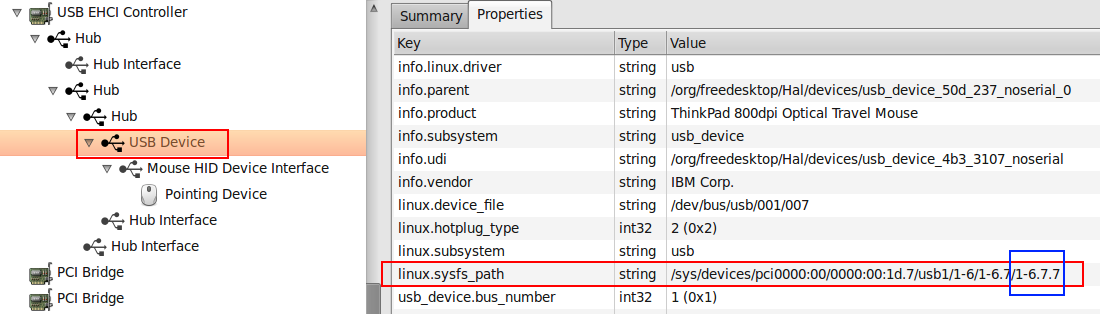 USB EHCI Controller
Hub
Hub Interface
Hub
Hub
USB Device
Mouse HID Device Interface
Pointing Device
Hub Interface
Hub Interface
PCI Bridge
PCI Bridge
Summary Properties
Key Type Value
info.linux.driver string usb
info.parent string /org/freedesktop/Hal/devices/usb_device_50d_237_noserial_0
info.product string ThinkPad 800dpi Optical Travel Mouse
info.subsystem string usb_device
info.udi string /org/freedesktop/Hal/devices/usb_device_4b3_3107_noserial
info.vendor string IBM Corp.
linux.device_file string /dev/bus/usb/001/007
linux.hotplug_type int32 2 (0x2)
linux.subsystem string usb
linux.sysfs_path string /sys/devices/pci0000:00/0000:00:1d.7/usb1/1-6/1-6.7/1-6.7.7
usb_device.bus_number int32 1 (0x1)